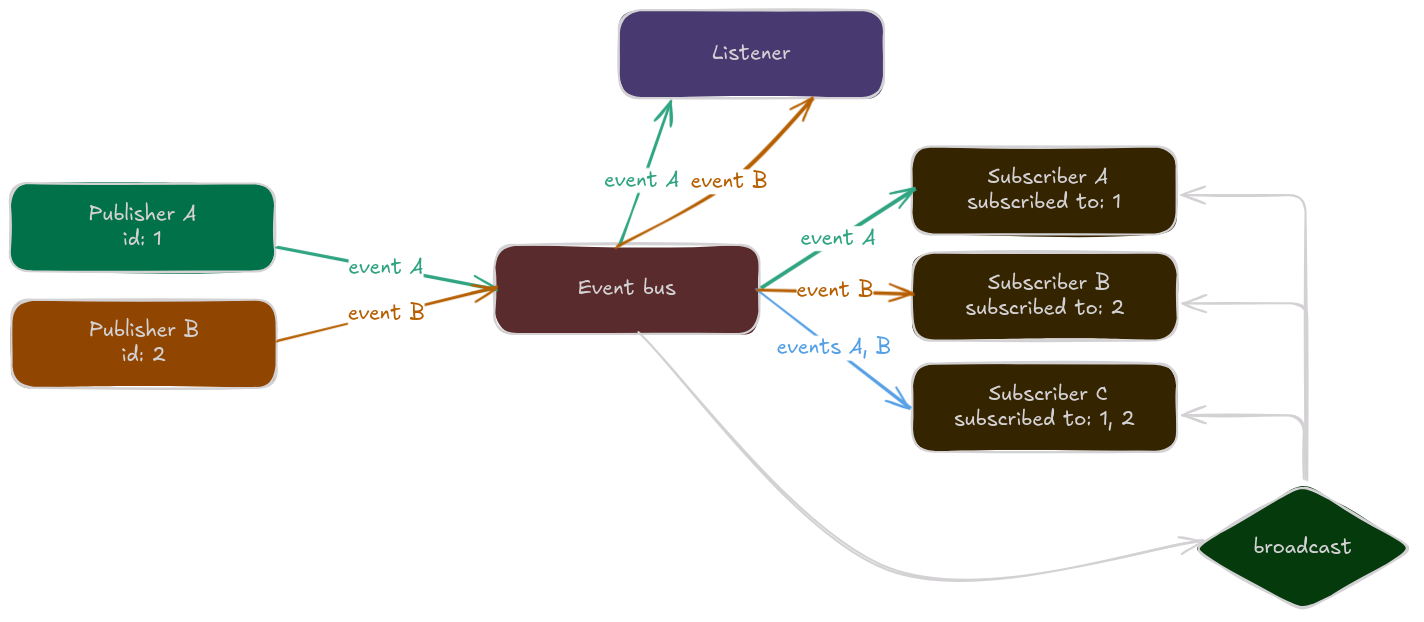 Listener
event A
event B
Publisher A
id: 1
event A
Publisher B
id: 2
event B
Event bus
event A
event B
events A, B
Subscriber A
subscribed to: 1
Subscriber B
subscribed to: 2
Subscriber C
subscribed to: 1, 2
broadcast